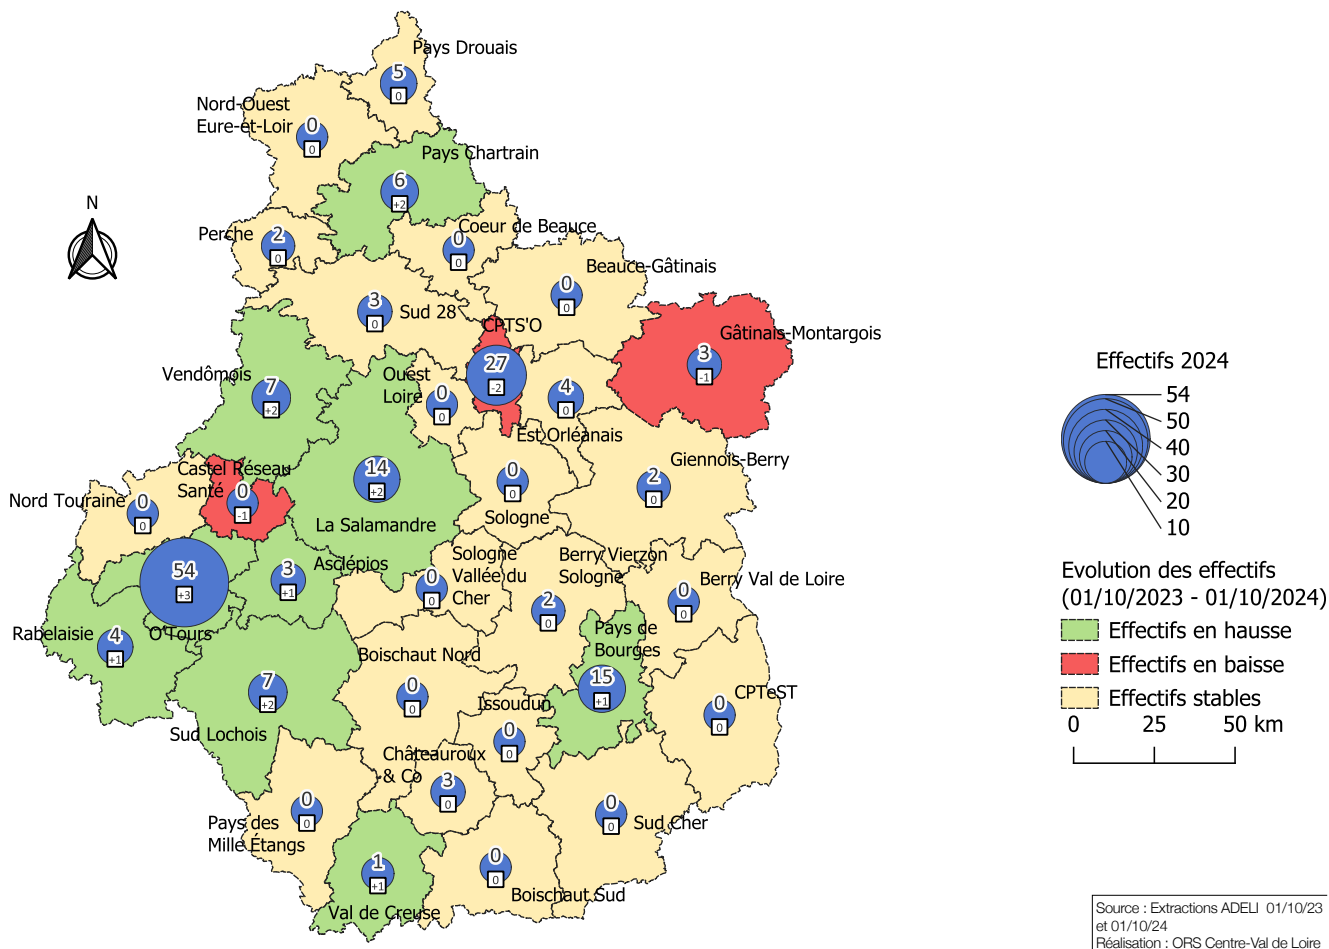 Pays Drouais
5
0
Nord-Ouest
Eure-et-Loir
0
0
Pays Chartrain
6
+2
N
Perche
2
0
Coeur de Beauce
0
0
Beauce-Gâtinais
0
0
Sud 28
3
0
CPTS'O
27
-2
Gâtinais-Montargois
3
-1
Vendômois
7
+2
Ouest
Loire
0
0
4
0
Est Orléanais
Castel Réseau
Santé
0
-1
14
+2
La Salamandre
0
0
Sologne
Giennois-Berry
2
0
Nord Touraine
0
0
54
+3
O'Tours
Asclépios
3
+1
Sologne
Vallée du
Cher
0
0
Berry Vierzon
Sologne
2
0
Berry Val de Loire
0
0
Rabelaisie
4
+1
7
+2
Sud Lochois
Boischaut Nord
0
0
Pays de
Bourges
15
+1
Issoudun
0
0
CPTeST
0
0
Châteauroux
& Co
3
0
Pays des
Mille Étangs
0
0
0
0
Sud Cher
1
+1
Val de Creuse
0
0
Boischaut Sud
Effectifs 2024
54
50
40
30
20
10
Evolution des effectifs
(01/10/2023 - 01/10/2024)
Effectifs en hausse
Effectifs en baisse
Effectifs stables
0 25 50 km
Source : Extractions ADELI 01/10/23
et 01/10/24
Réalisation : ORS Centre-Val de Loire